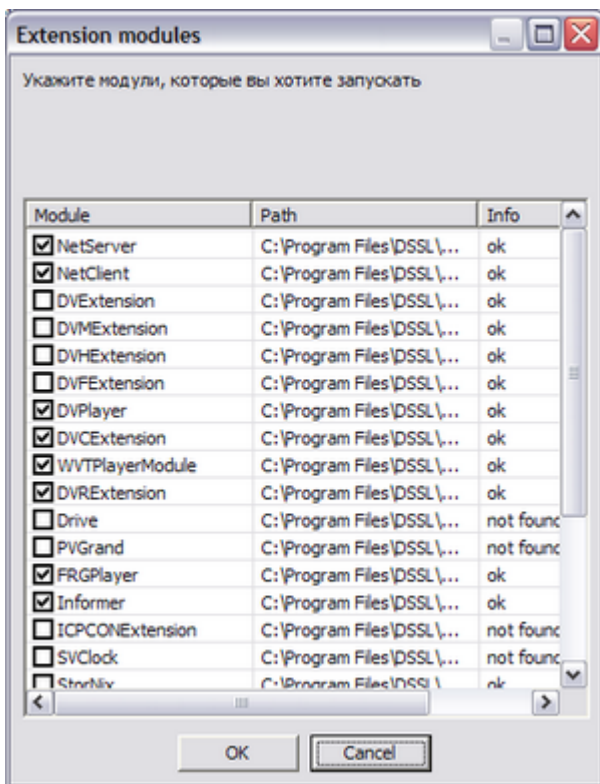 Extension modules
Укажите модули, которые вы хотите запускать
Module Path Info
NetServer C:\Program Files\DSSL\... ok
NetClient C:\Program Files\DSSL\... ok
DVExtension C:\Program Files\DSSL\... ok
DVMExtension C:\Program Files\DSSL\... ok
DVHExtension C:\Program Files\DSSL\... ok
DVFExtension C:\Program Files\DSSL\... ok
DVPlayer C:\Program Files\DSSL\... ok
DVCExtension C:\Program Files\DSSL\... ok
WVTPlayerModule C:\Program Files\DSSL\... ok
DVRExtension C:\Program Files\DSSL\... ok
Drive C:\Program Files\DSSL\... not found
PVGrand C:\Program Files\DSSL\... not found
FRGPlayer C:\Program Files\DSSL\... ok
Informer C:\Program Files\DSSL\... ok
ICPCONExtension C:\Program Files\DSSL\... not found
SVClock C:\Program Files\DSSL\... not found
StorNix C:\Program Files\DSSL\ ok
OK Cancel